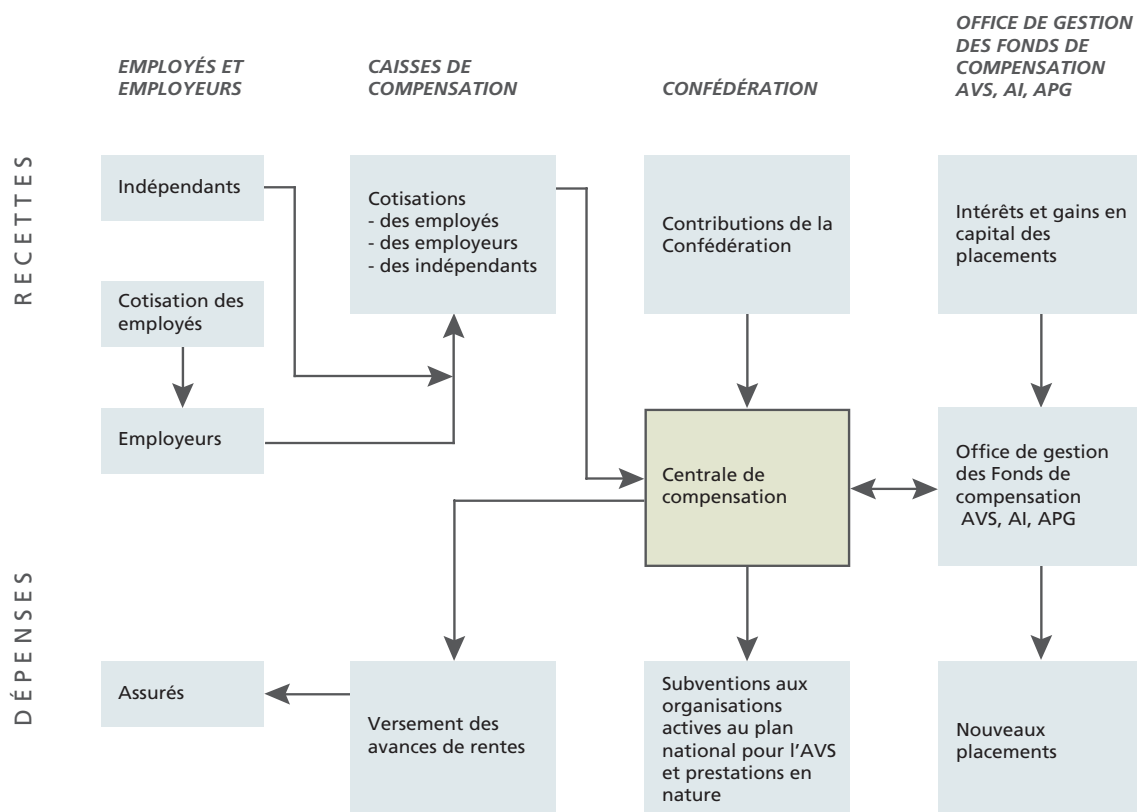 EMPLOYÉS ET
EMPLOYEURS
CAISSES DE
COMPENSATION
CONFÉDÉRATION
OFFICE DE GESTION
DES FONDS DE
COMPENSATION
AVS, AI, APG
RECETTES
Indépendants
Cotisation des
employés
Employeurs
Cotisations
- des employés
- des employeurs
- des indépendants
Contributions de la
Confédération
Intérêts et gains en
capital des
placements
Centrale de
compensation
Office de gestion
des Fonds de
compensation
AVS, AI, APG
DÉPENSES
Assurés
Versement des
avances de rentes
Subventions aux
organisations
actives au plan
national pour l'AVS
et prestations en
nature
Nouveaux
placements